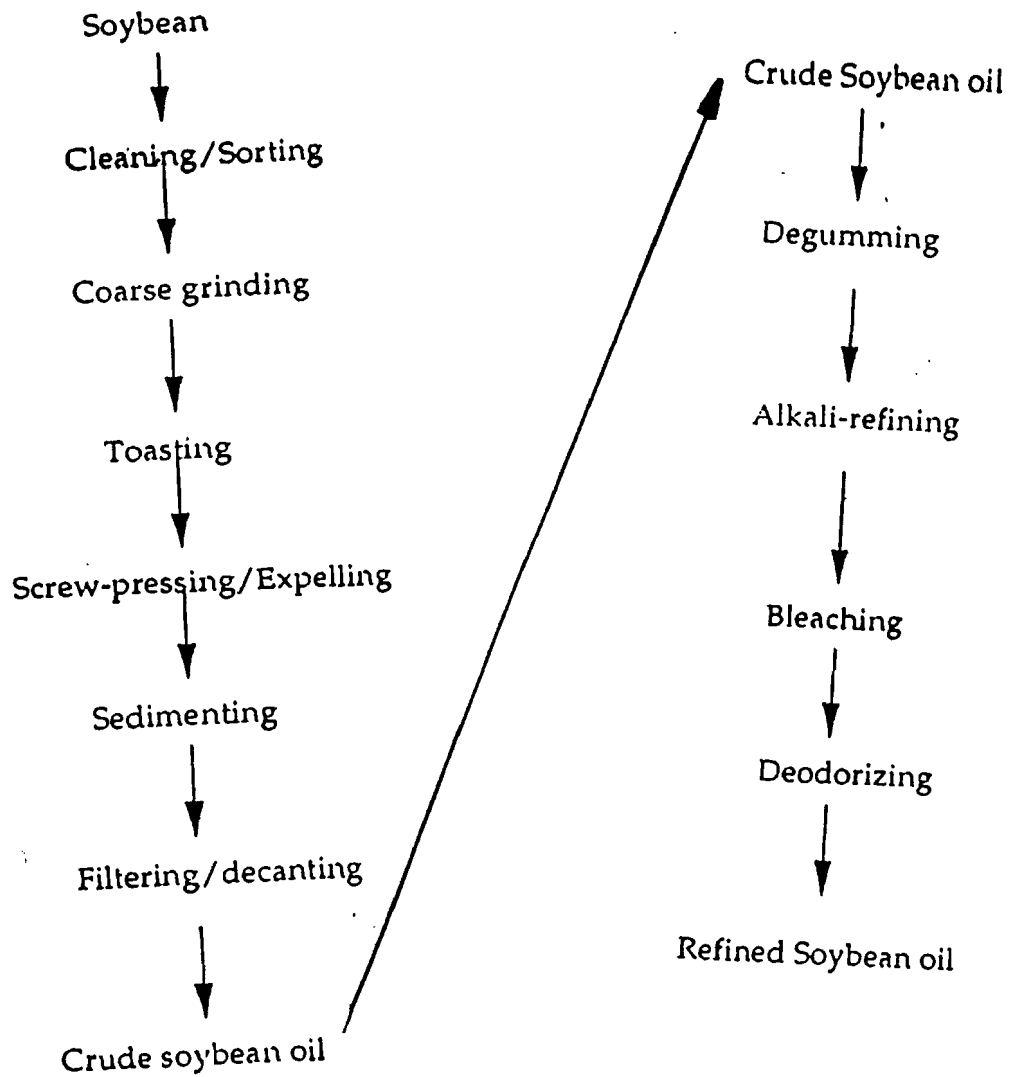 Soybean
Cleaning/Sorting
Coarse grinding
Toasting
Screw-pressing/Expelling
Sedimenting
Filtering/decanting
Crude soybean oil
Crude Soybean oil
Degumming
Alkali-refining
Bleaching
Deodorizing
Refined Soybean oil